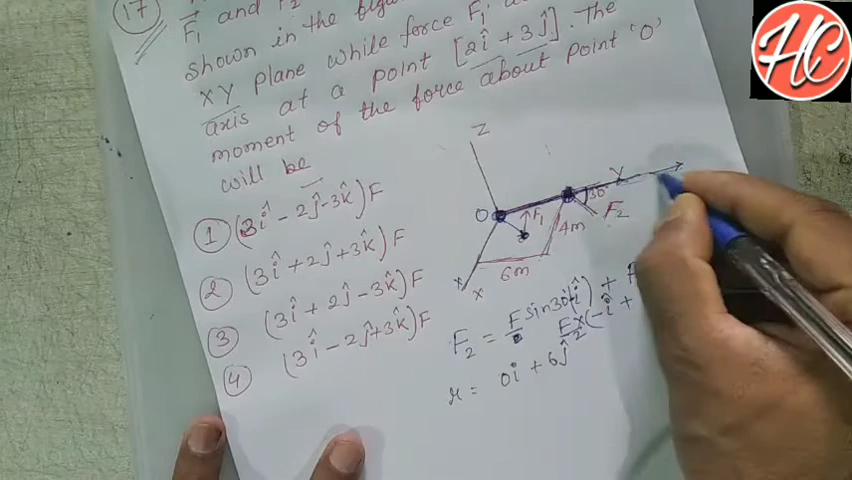 17
F₁ and F₂
shown in the
XY plane while force F₁
axis at a point [2î + 3ĵ]. The
moment of the force about point 'O'
will be
① (3î - 2ĵ - 3k̂)F
② (3î + 2ĵ + 3k̂)F
③ (3î + 2ĵ - 3k̂)F
④ (3î - 2ĵ + 3k̂)F
Z
Y
30°
O
F₁
F₂
4m
6m
x
X
F₂ = F sin30(-î) +
F/2 × (-î +
r = 0i + 6ĵ
HC